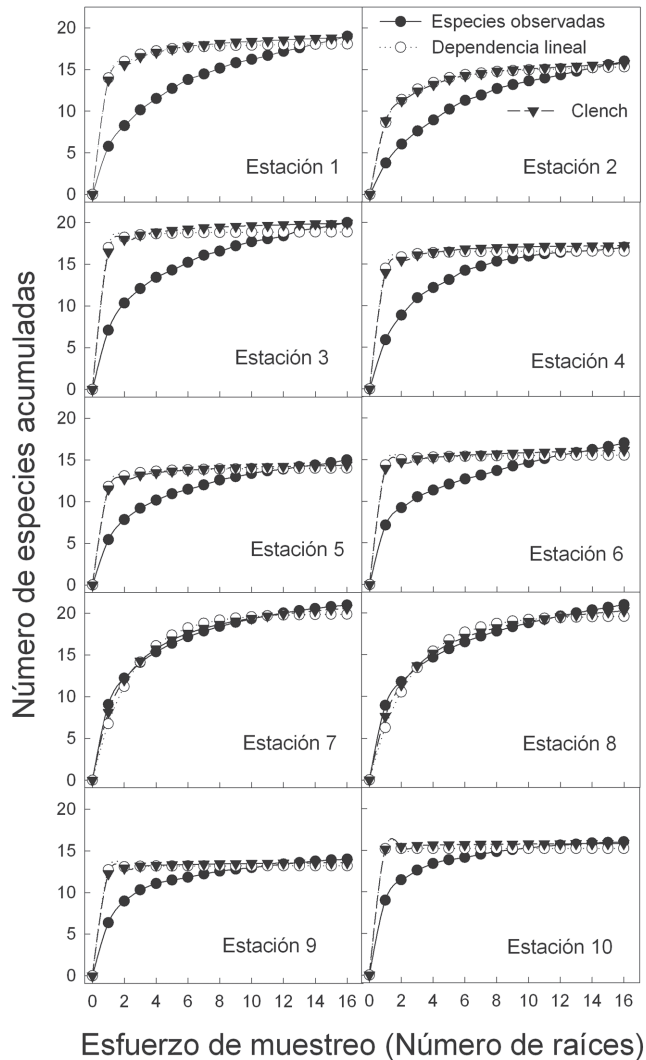 Especies observadas
Dependencia lineal
Clench
Número de especies acumuladas
20
15
10
5
0
Estación 1
Estación 2
20
15
10
5
0
Estación 3
Estación 4
20
15
10
5
0
Estación 5
Estación 6
20
15
10
5
0
Estación 7
Estación 8
20
15
10
5
0
Estación 9
Estación 10
0 2 4 6 8 10 12 14 16 0 2 4 6 8 10 12 14 16
Esfuerzo de muestreo (Número de raíces)